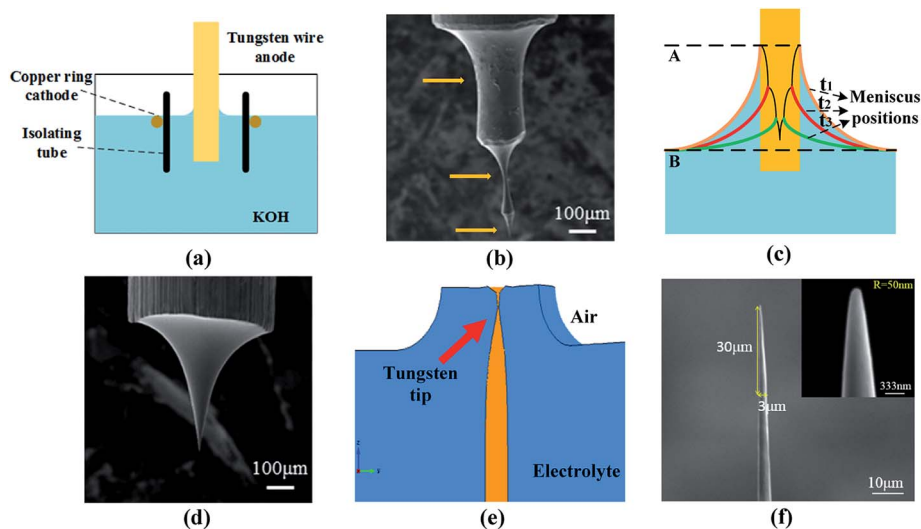 Tungsten wire
anode
Copper ring
cathode
Isolating
tube
KOH
(a)
100μm
(b)
A
t₁
t₂
t₃
Meniscus
positions
B
(c)
100μm
(d)
Air
Tungsten
tip
Electrolyte
z
y
(e)
R=50nm
30μm
333nm
3μm
10μm
(f)